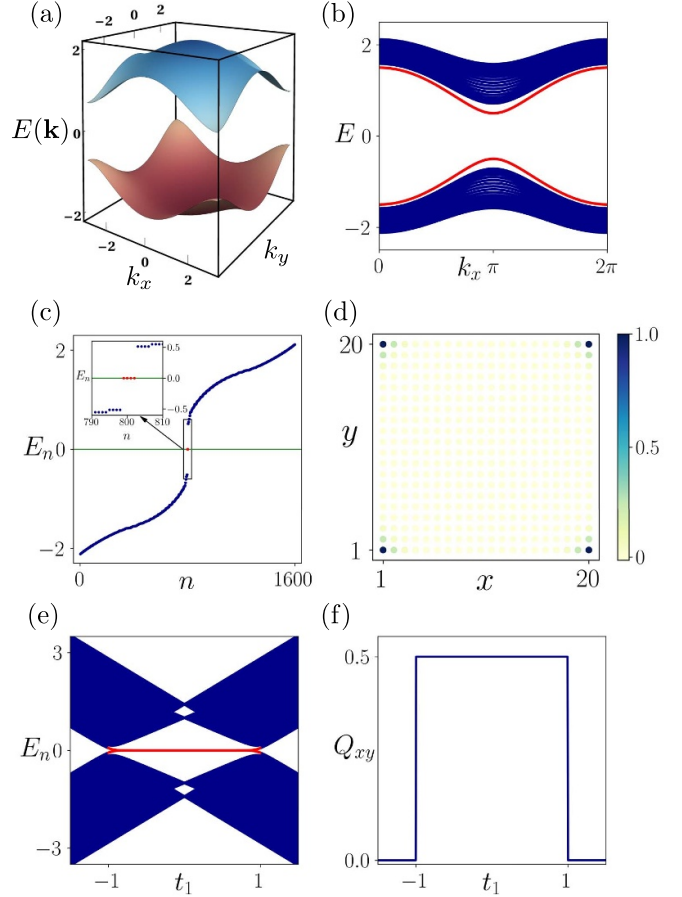 (a)
−2 0 2
2
0
−2
E(k)
−2 0 2
k_x
k_y
(b)
2
0
−2
E
0 k_x π 2π
(c)
2
E_n 0
−2
0 n 1600
E_n
0.5
0.0
−0.5
790 800 810
n
(d)
20
y
1
1 x 20
1.0
0.5
0
(e)
3
E_n 0
−3
−1 t_1 1
(f)
0.5
Q_xy
0.0
−1 t_1 1